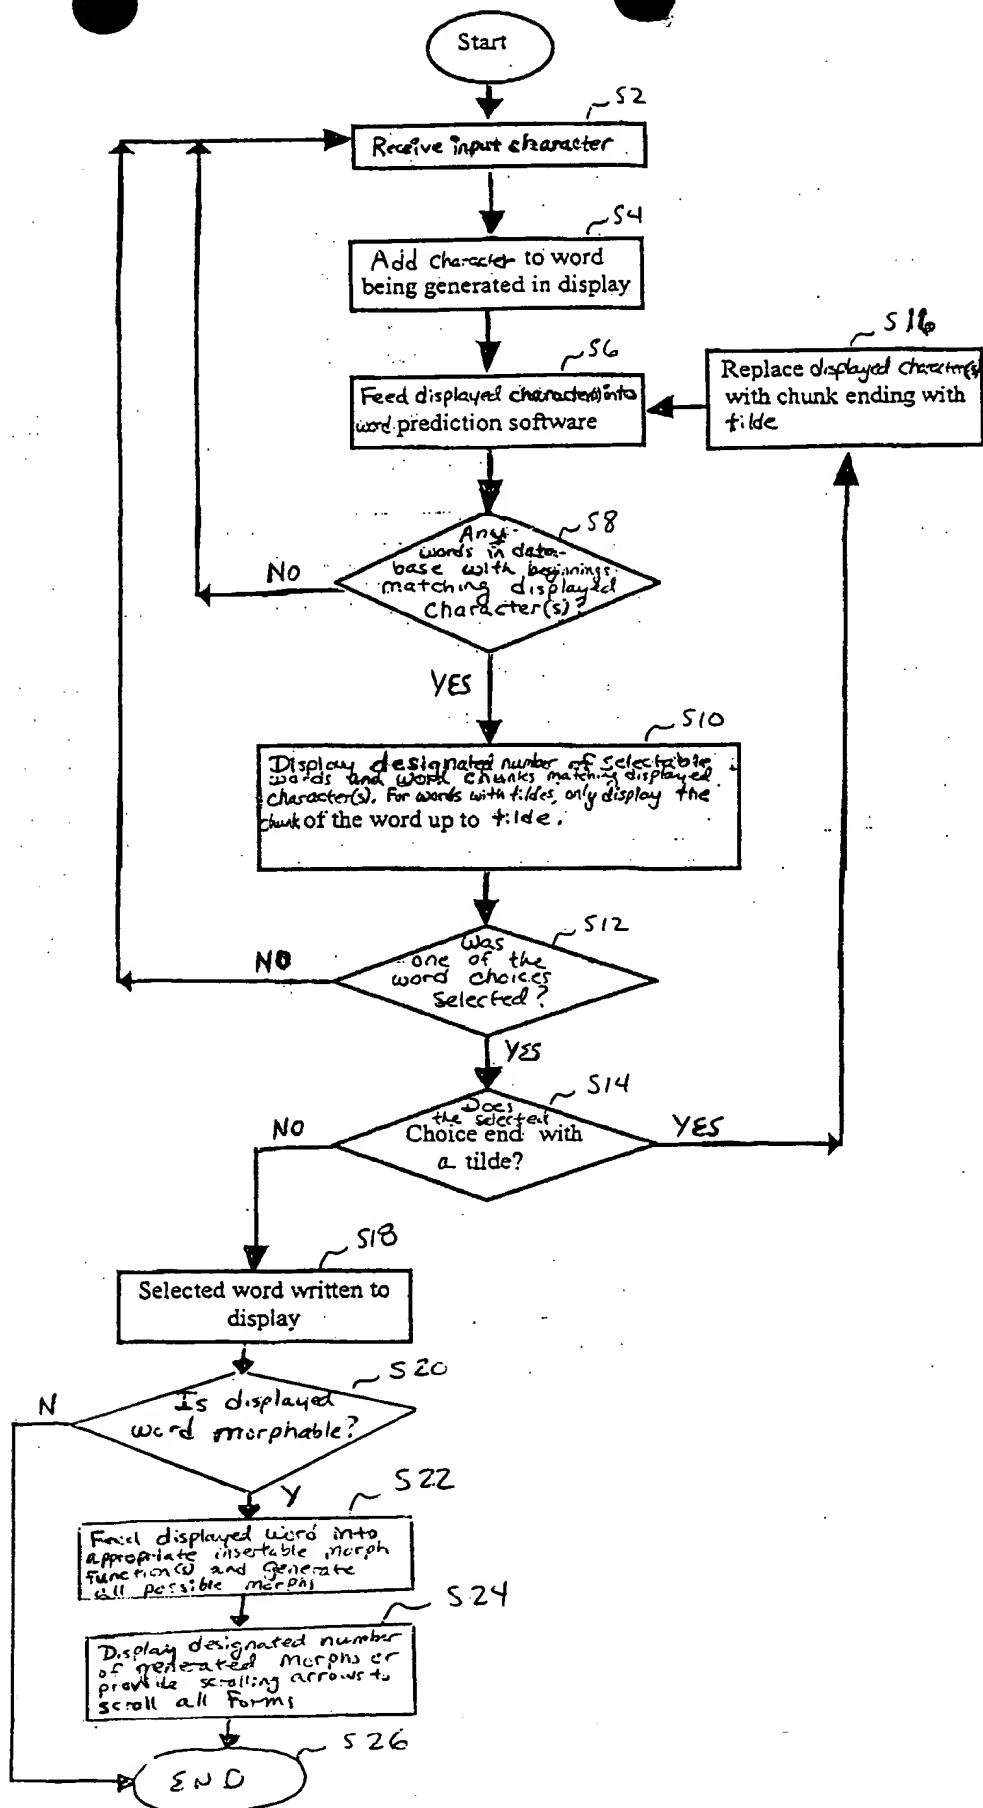 Start
S2
Receive input character
S4
Add character to word
being generated in display
S16
S6
Replace displayed character(s)
with chunk ending with
tilde
Feed displayed character(s) into
word prediction software
S8
Any
words in data-
base with beginnings
matching displayed
Character(s)?
NO
YES
S10
Display designated number of selectable
words and word chunks matching displayed
character(s). For words with tildes, only display the
chunk of the word up to tilde.
S12
Was
one of the
word choices
Selected?
NO
YES
S14
Does
the selected
Choice end with
a tilde?
NO
YES
S18
Selected word written to
display
S20
Is displayed
word morphable?
N
Y
S22
Feed displayed word into
appropriate insertable morph
function(s) and generate
all possible morphs
S24
Display designated number
of generated morphs or
provide scrolling arrows to
scroll all forms
S26
END